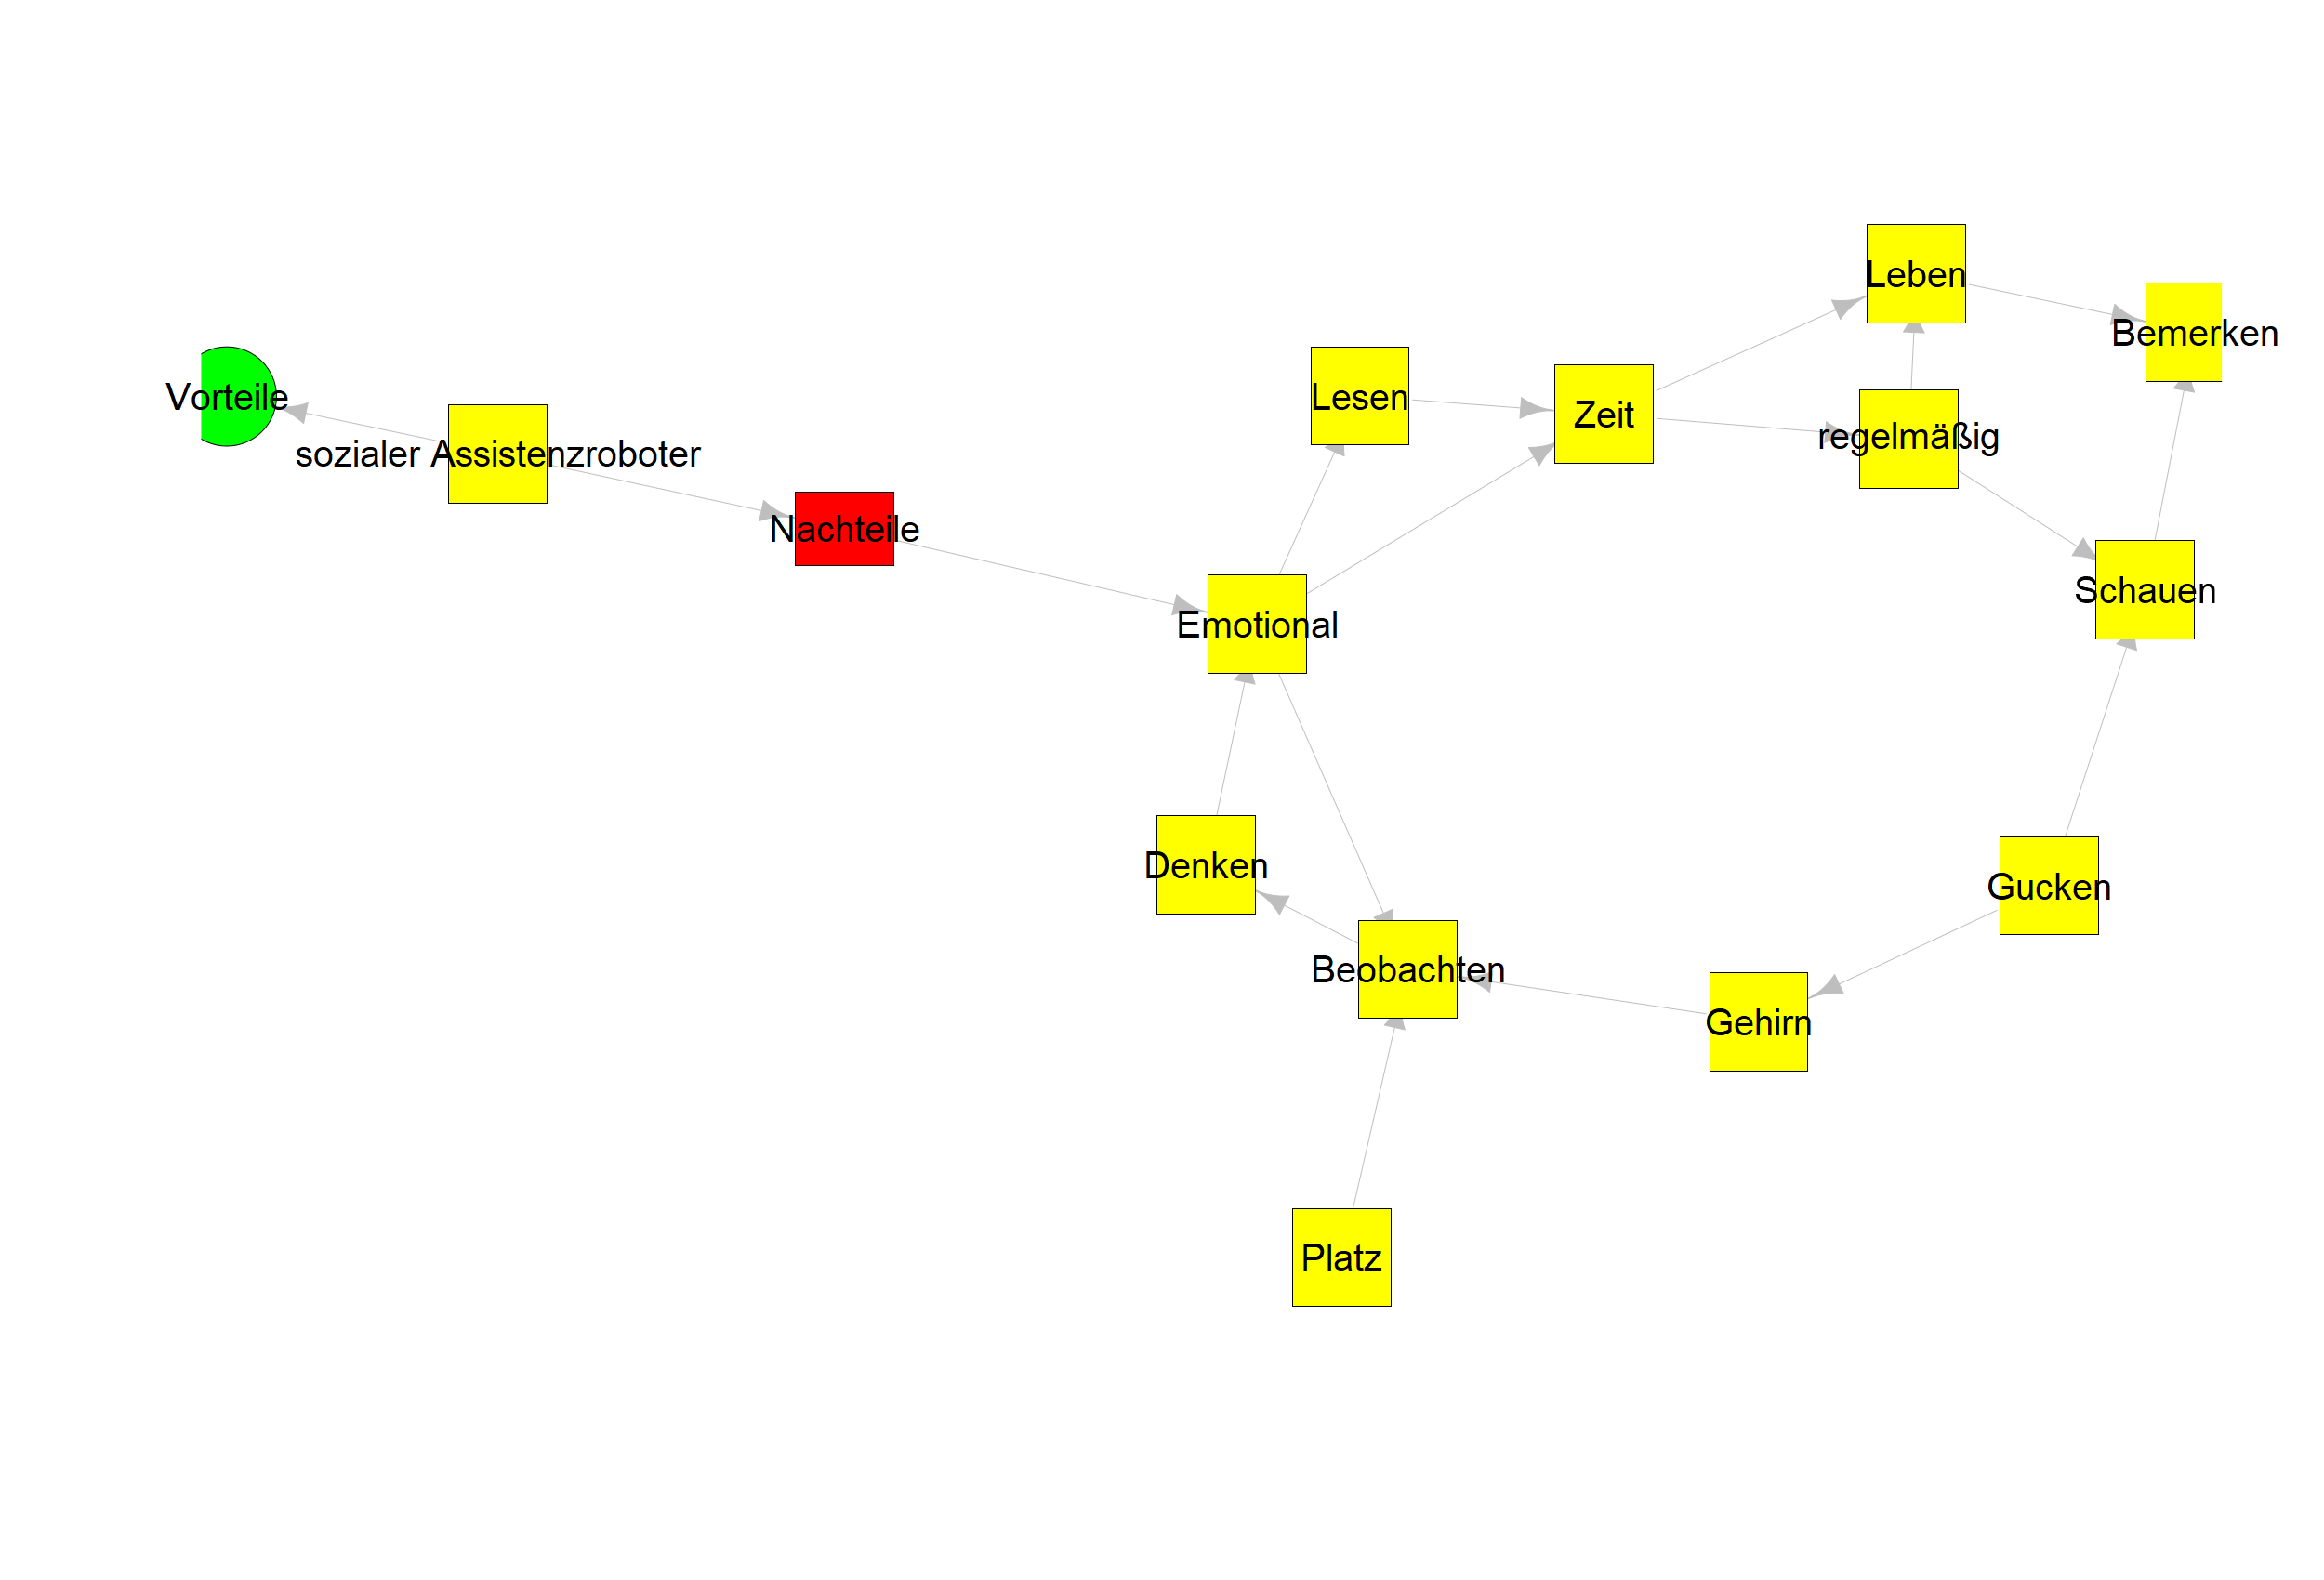 Leben
Bemerken
Vorteile
Lesen
Zeit
regelmäßig
sozialer Assistenzroboter
Nachteile
Schauen
Emotional
Denken
Gucken
Beobachten
Gehirn
Platz